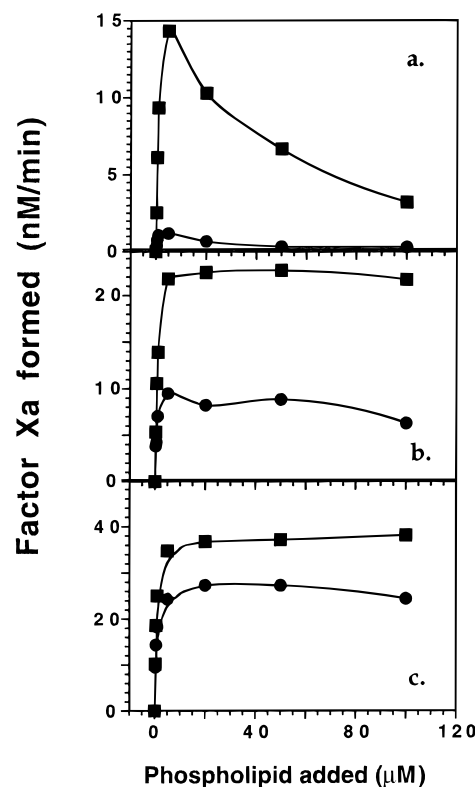 Factor Xa formed (nM/min)
15
a.
10
5
0
20
10
b.
0
40
20
c.
0
0 40 80 120
Phospholipid added (μM)